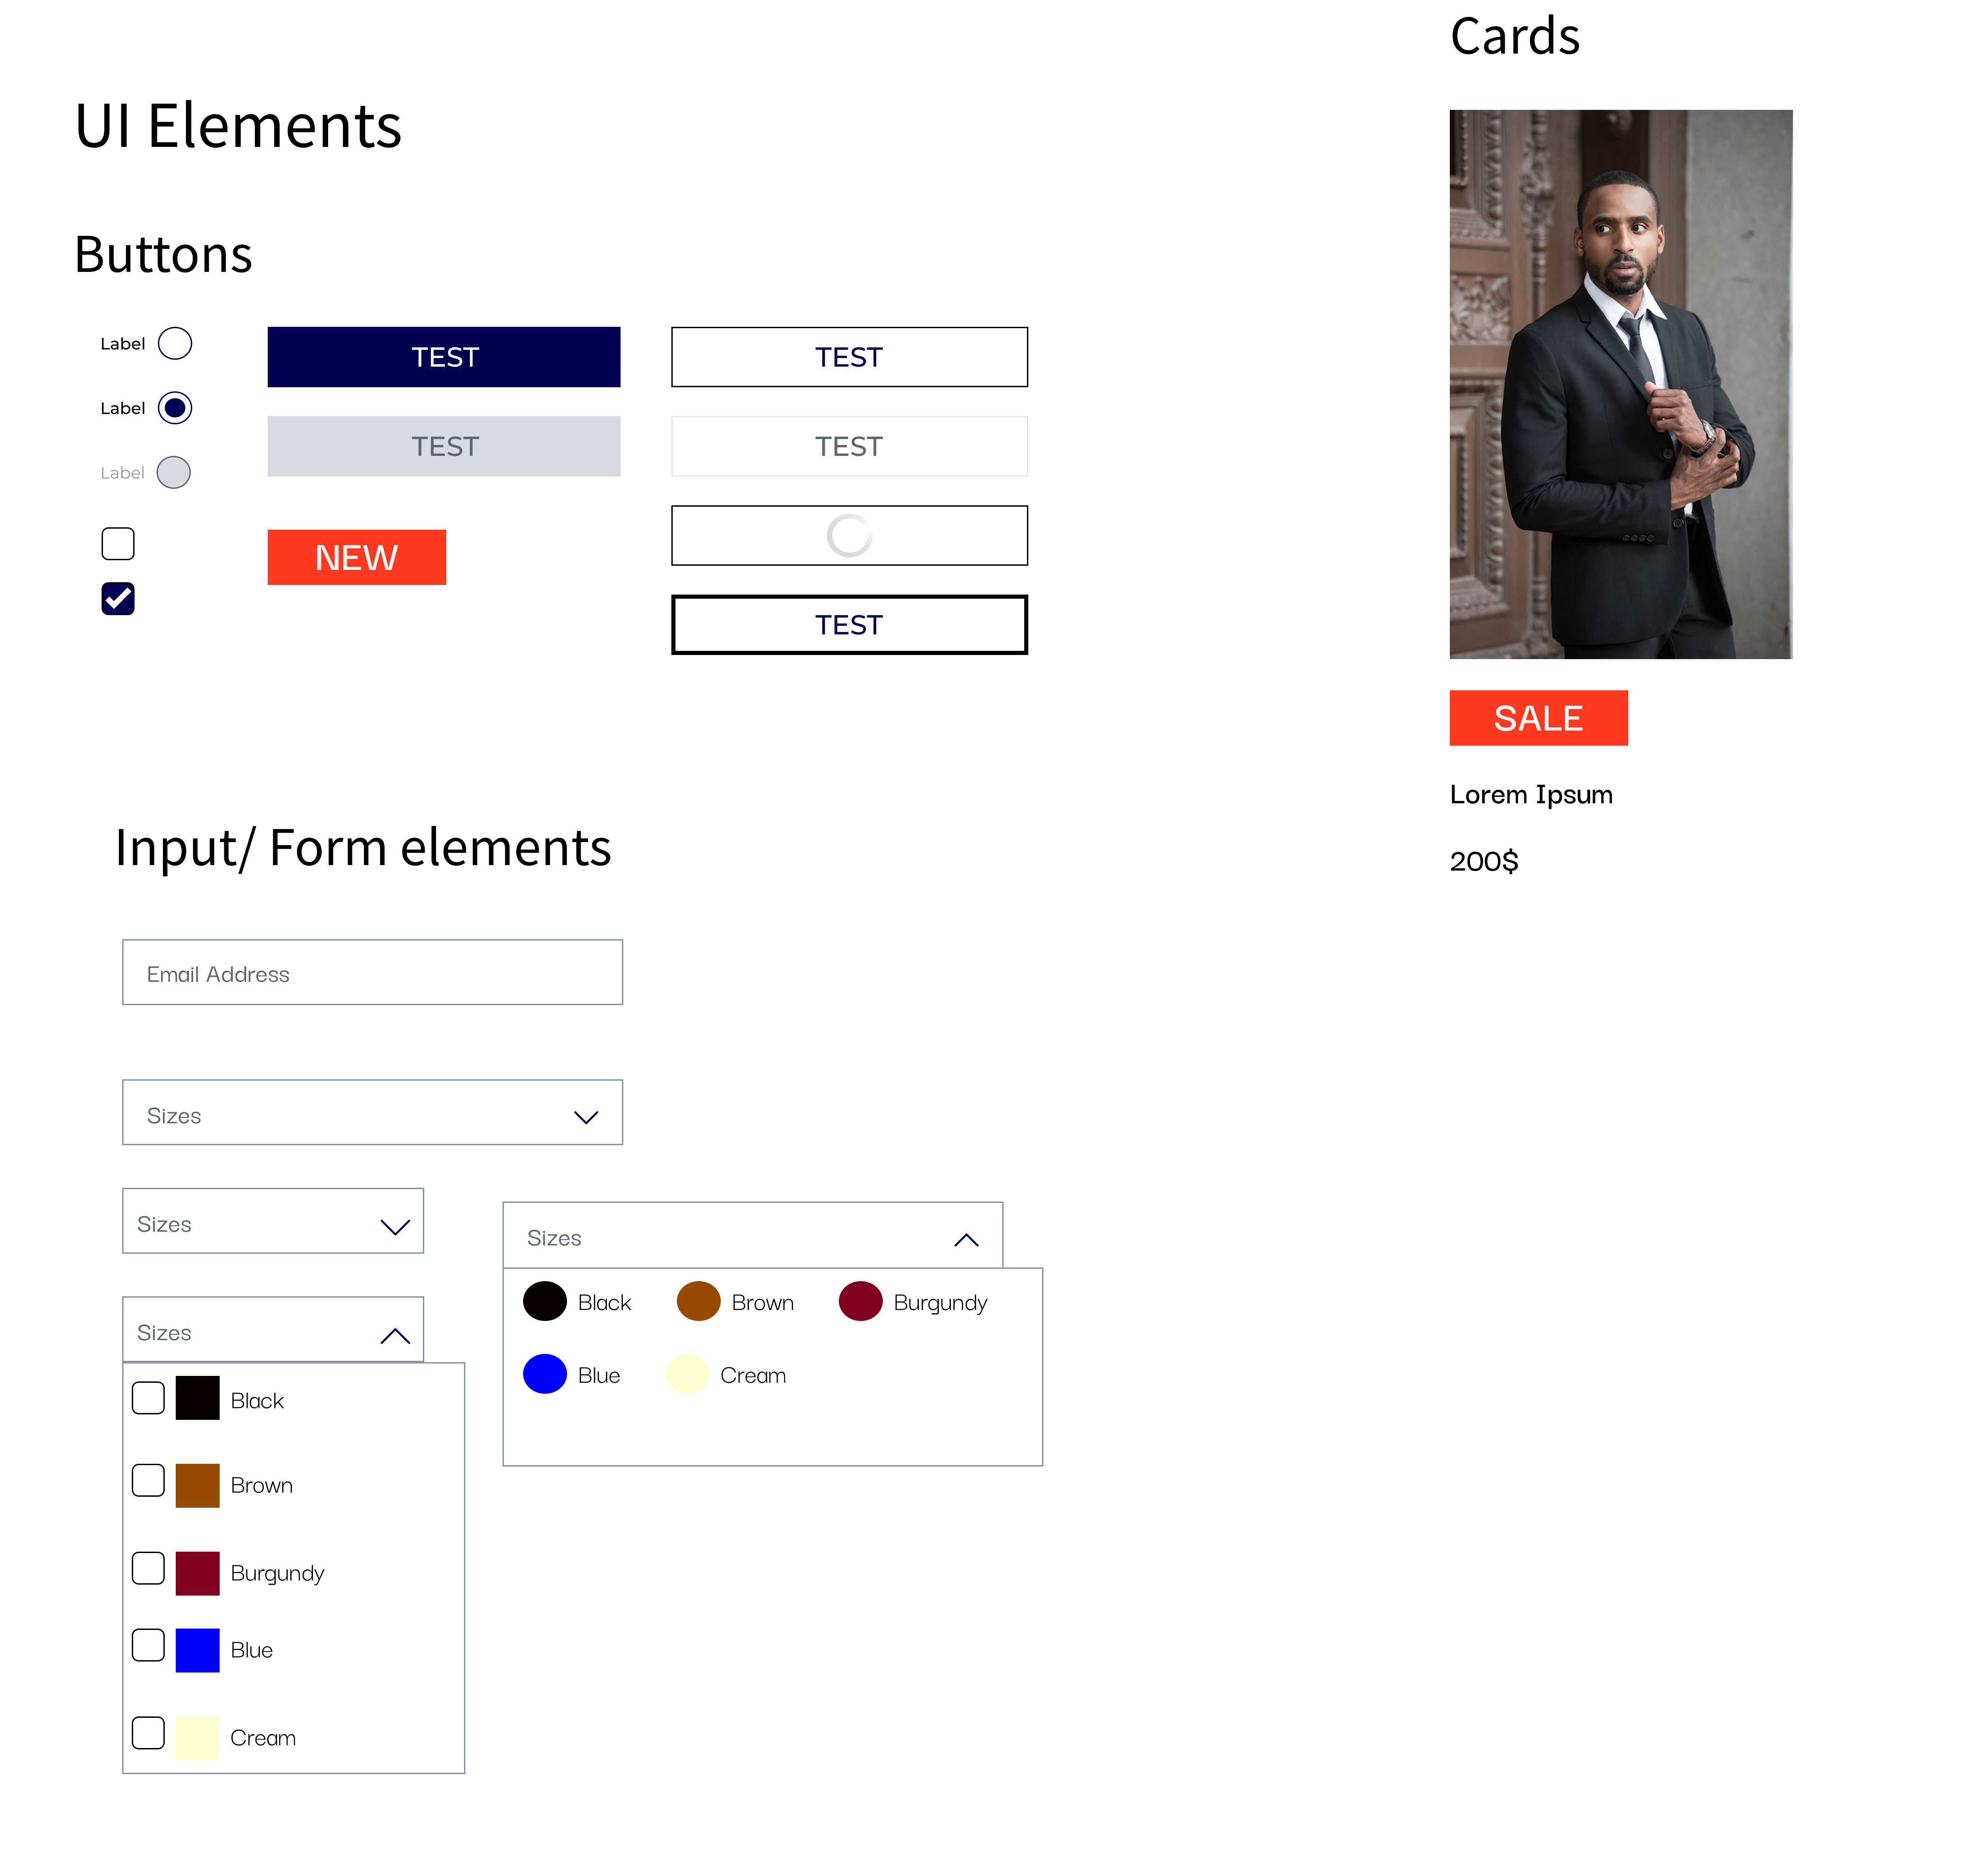 Cards
UI Elements
Buttons
Label
TEST
TEST
Label
Label
TEST
TEST
NEW
TEST
SALE
Lorem Ipsum
200$
Input/ Form elements
Email Address
Sizes
Sizes
Sizes
Black
Brown
Burgundy
Blue
Cream
Sizes
Black
Brown
Burgundy
Blue
Cream